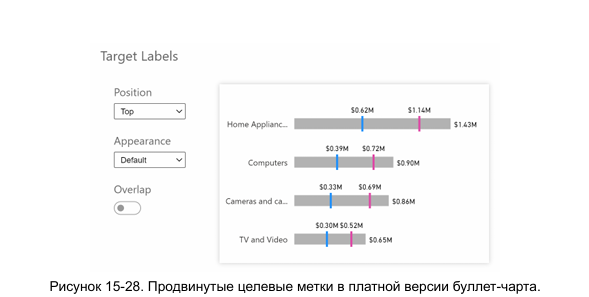 Target Labels
Position
Top
Appearance
Default
Overlap
$0.62M $1.14M
Home Applianc... $1.43M
$0.39M $0.72M
Computers $0.90M
$0.33M $0.69M
Cameras and ca... $0.86M
$0.30M $0.52M
TV and Video $0.65M
Рисунок 15-28. Продвинутые целевые метки в платной версии буллет-чарта.